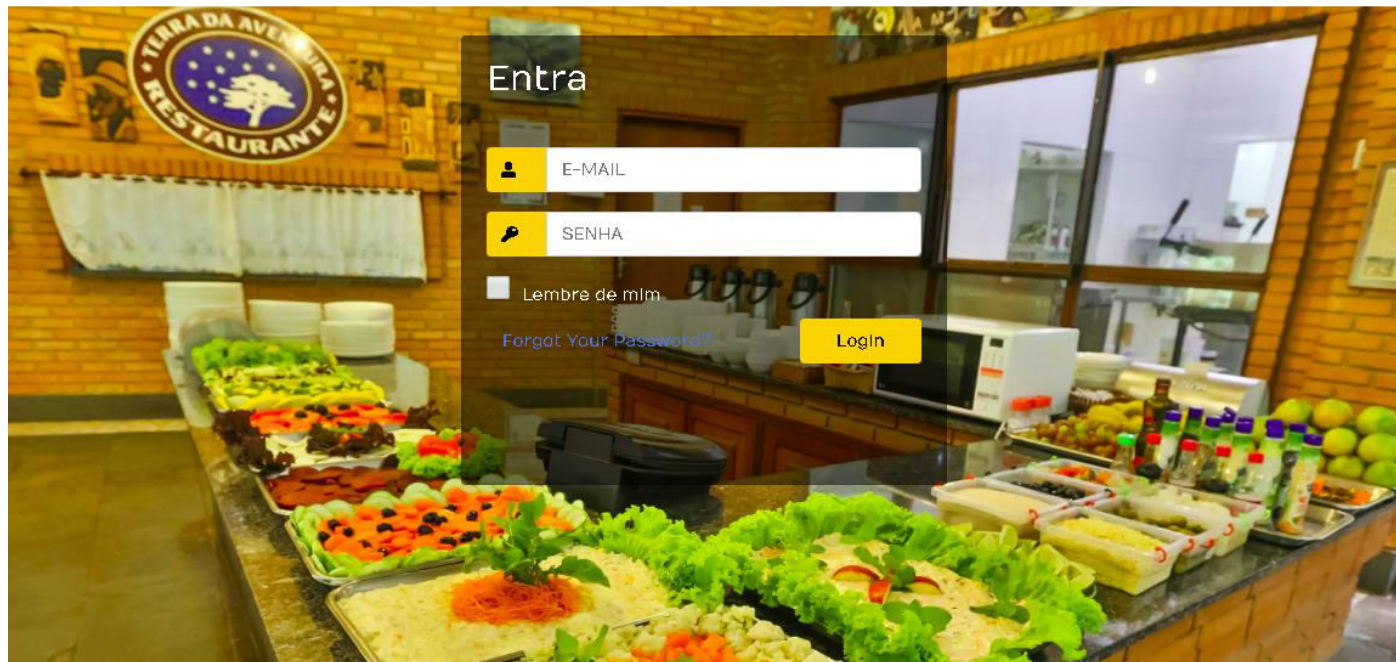 TERRA DA AVENTURA
RESTAURANTE
Entra
E-MAIL
SENHA
Lembre de mim
Forgot Your Password?
Login